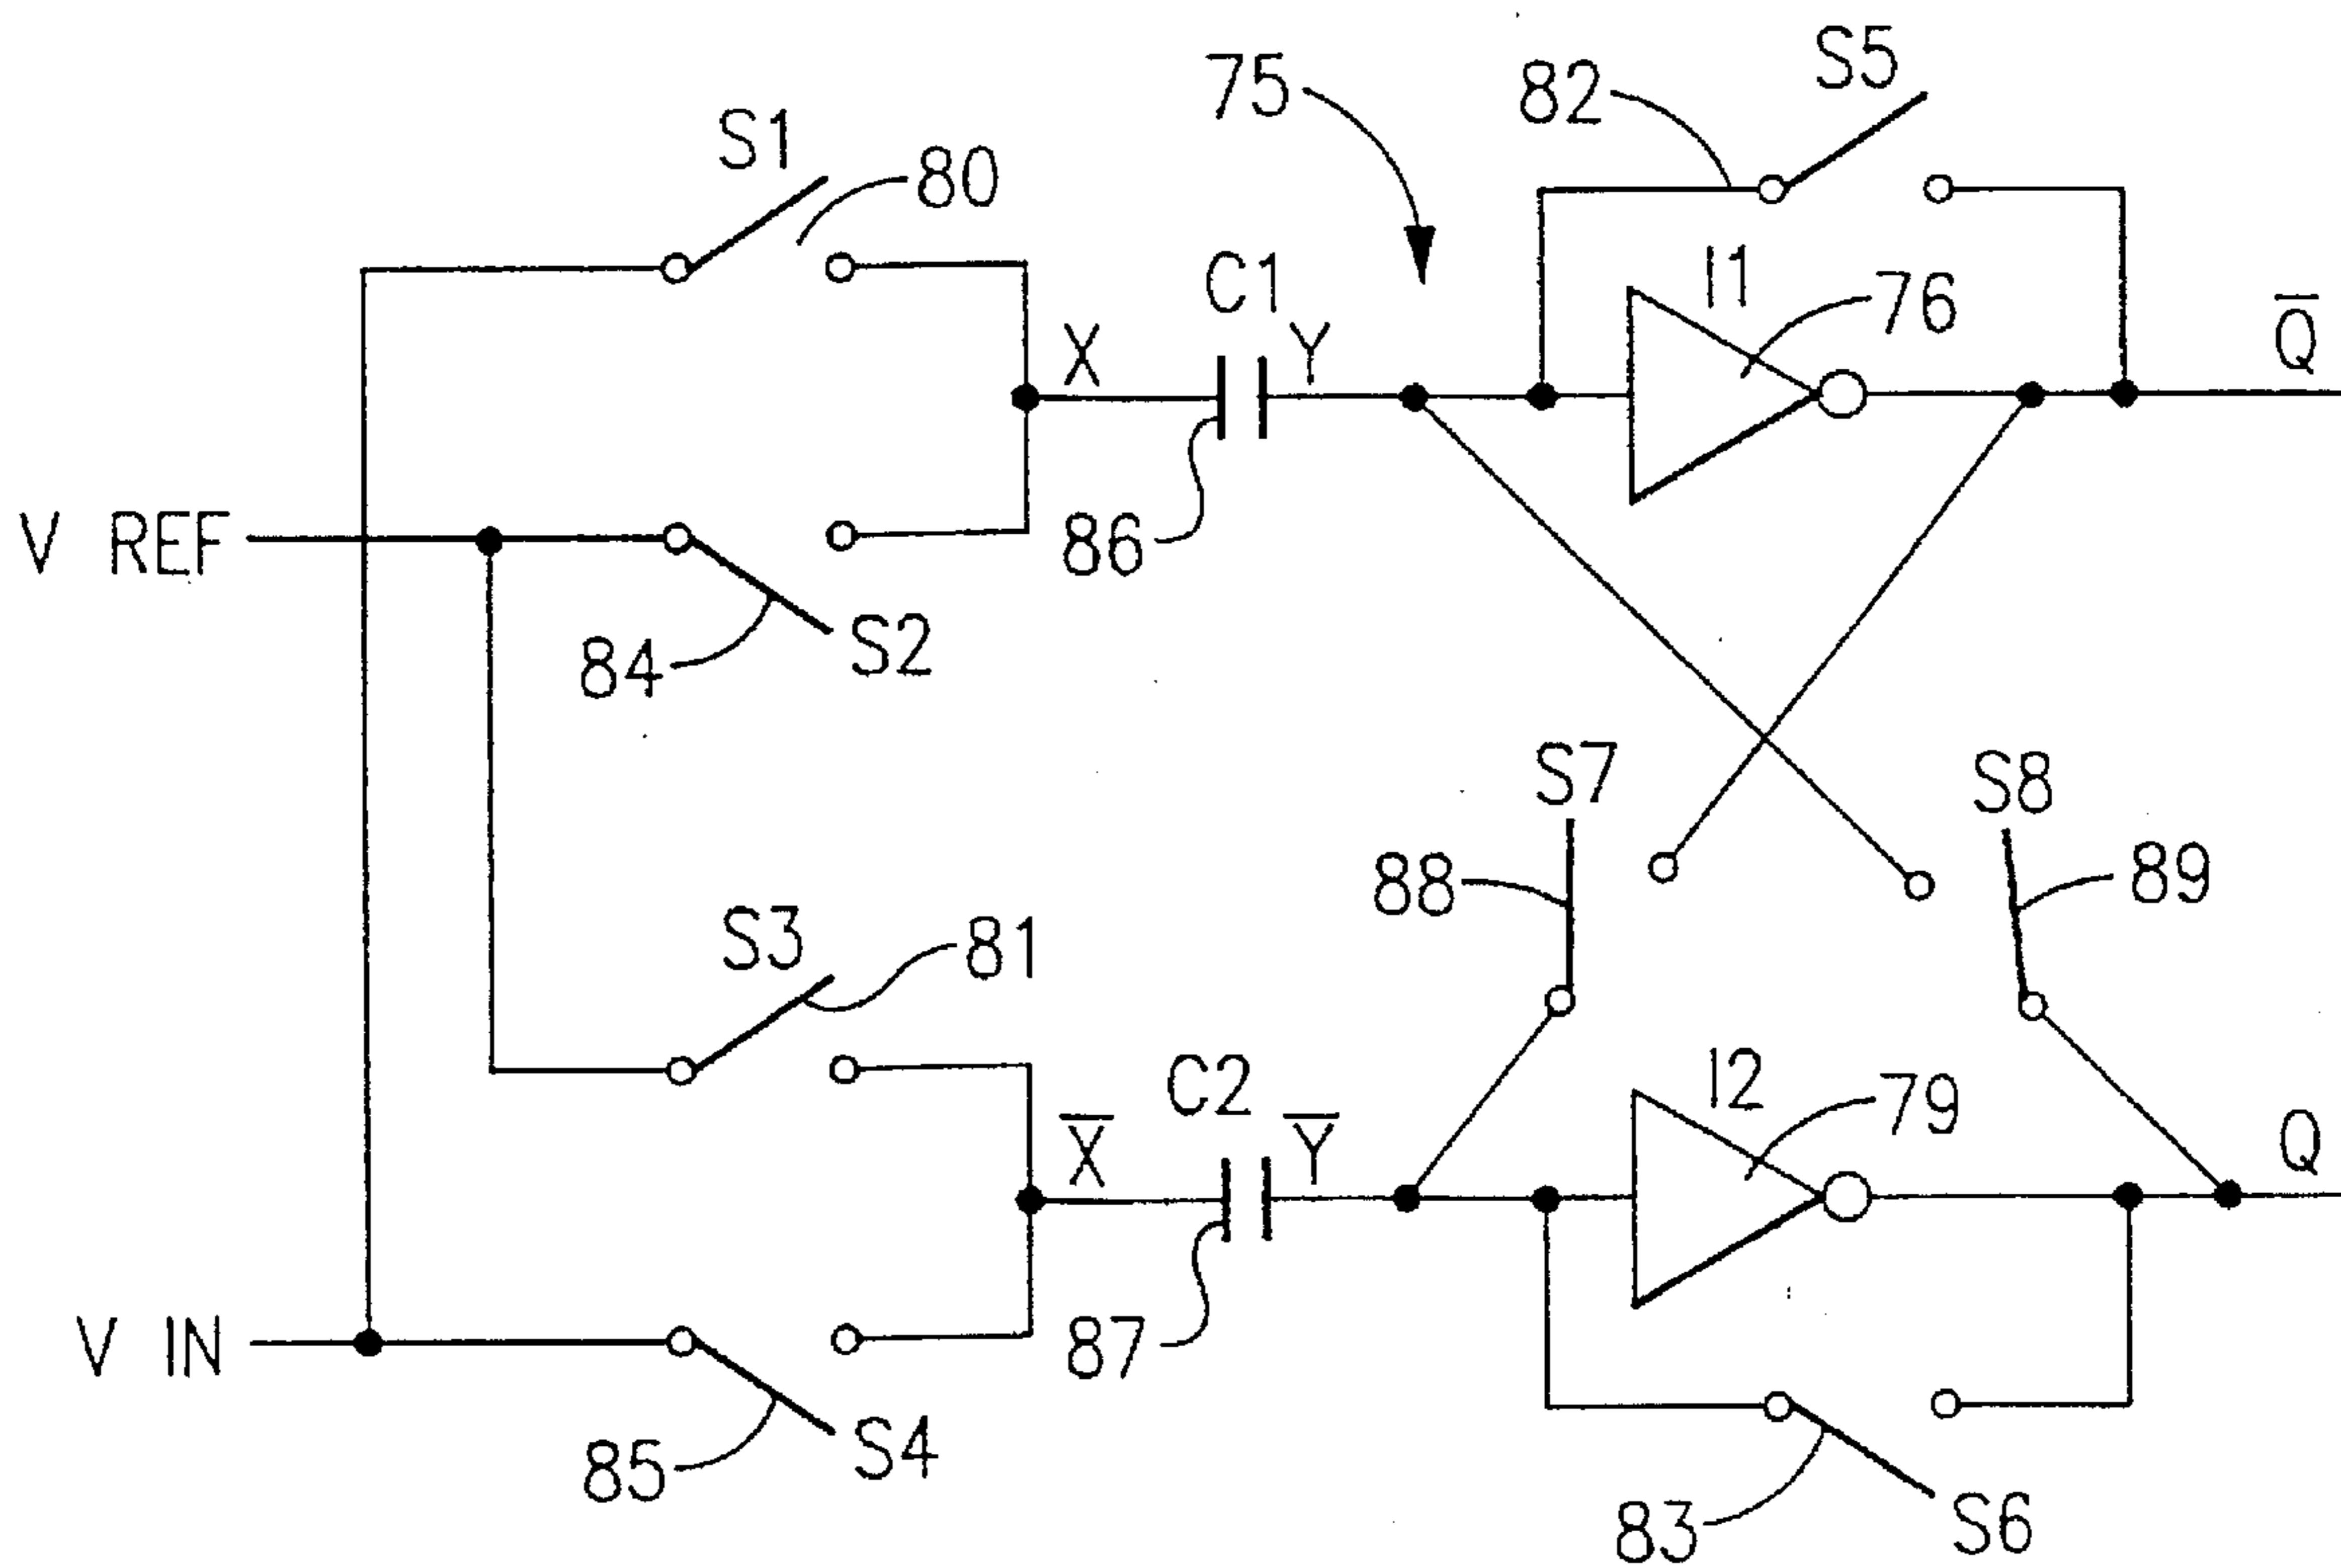 S5
75
82
S1
80
I1
C1
76
Q̅
X
Y
V REF
86
S2
84
S7
S8
88
89
S3
81
I2
C2
79
X̅
Y̅
Q
V IN
87
S4
85
83
S6